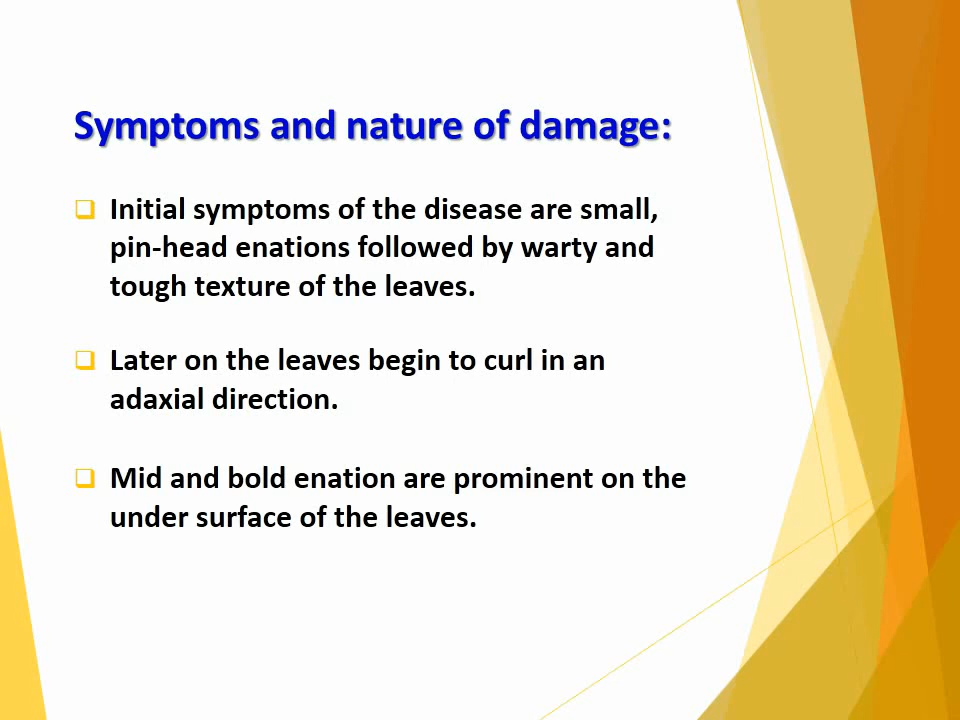 Symptoms and nature of damage:
Initial symptoms of the disease are small,
pin-head enations followed by warty and
tough texture of the leaves.
Later on the leaves begin to curl in an
adaxial direction.
Mid and bold enation are prominent on the
under surface of the leaves.